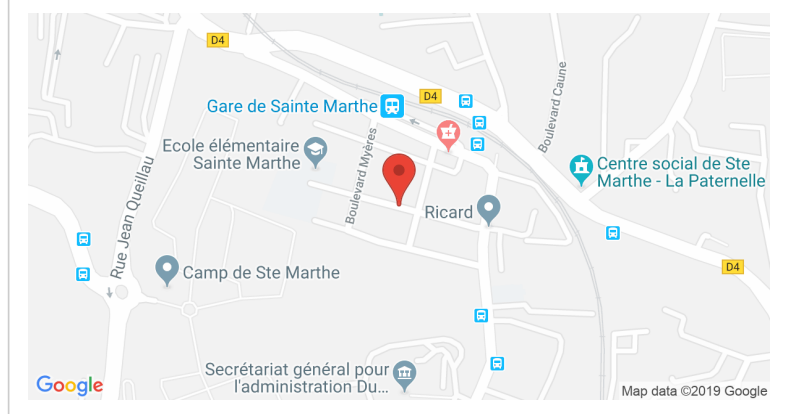 D4
Gare de Sainte Marthe
D4
Boulevard Caune
Ecole élémentaire
Sainte Marthe
Boulevard Myères
Centre social de Ste
Marthe - La Paternelle
Rue Jean Queillau
Ricard
Camp de Ste Marthe
D4
Secrétariat général pour
l'administration Du...
Google
Map data ©2019 Google